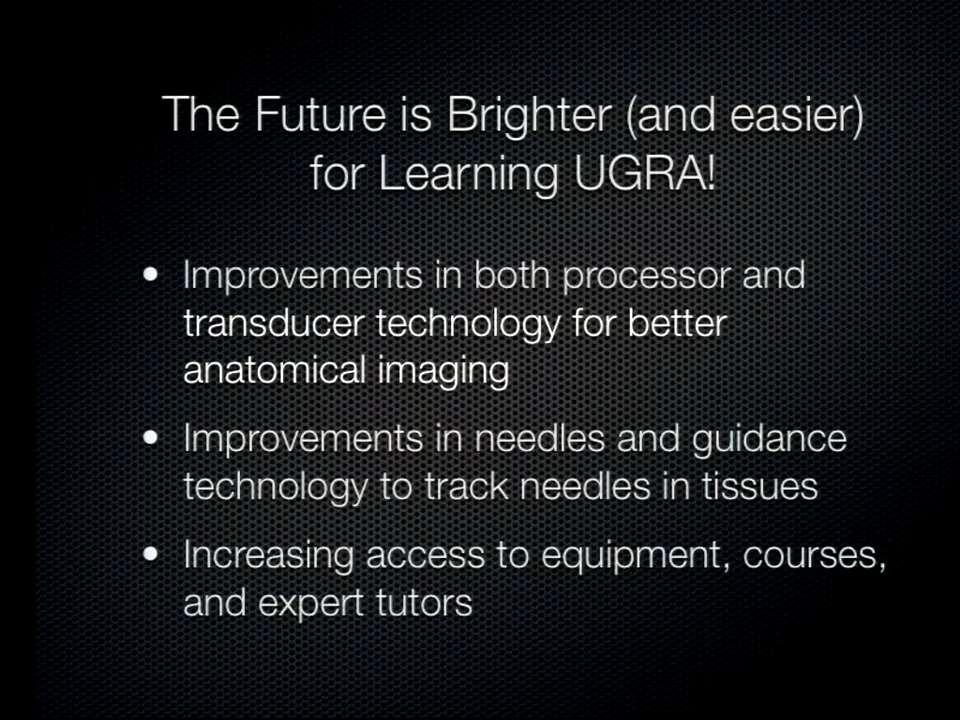 The Future is Brighter (and easier)
for Learning UGRA!
• Improvements in both processor and
transducer technology for better
anatomical imaging
• Improvements in needles and guidance
technology to track needles in tissues
• Increasing access to equipment, courses,
and expert tutors